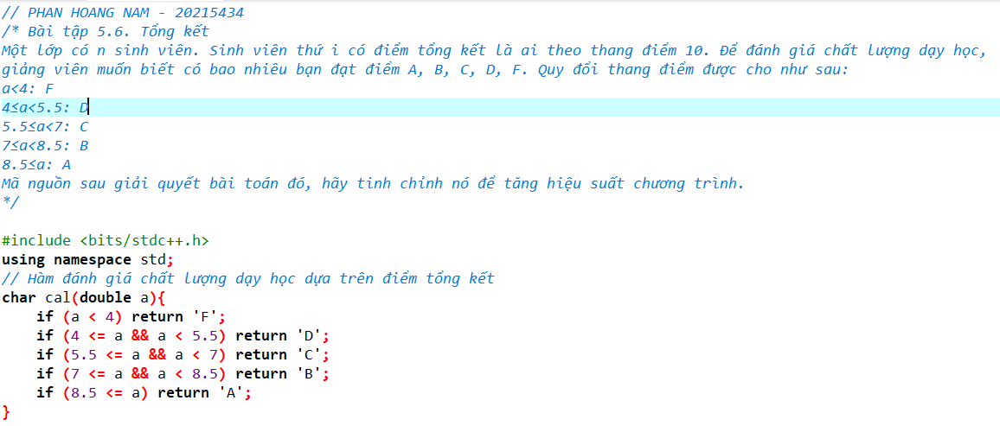 // PHAN HOANG NAM - 20215434
/* Bài tập 5.6. Tổng kết
Một lớp có n sinh viên. Sinh viên thứ i có điểm tổng kết là ai theo thang điểm 10. Để đánh giá chất lượng dạy học,
giảng viên muốn biết có bao nhiêu bạn đạt điểm A, B, C, D, F. Quy đổi thang điểm được cho như sau:
a<4: F
4≤a<5.5: D
5.5≤a<7: C
7≤a<8.5: B
8.5≤a: A
Mã nguồn sau giải quyết bài toán đó, hãy tinh chỉnh nó để tăng hiệu suất chương trình.
*/
#include <bits/stdc++.h>
using namespace std;
// Hàm đánh giá chất lượng dạy học dựa trên điểm tổng kết
char cal(double a){
    if (a < 4) return 'F';
    if (4 <= a && a < 5.5) return 'D';
    if (5.5 <= a && a < 7) return 'C';
    if (7 <= a && a < 8.5) return 'B';
    if (8.5 <= a) return 'A';
}